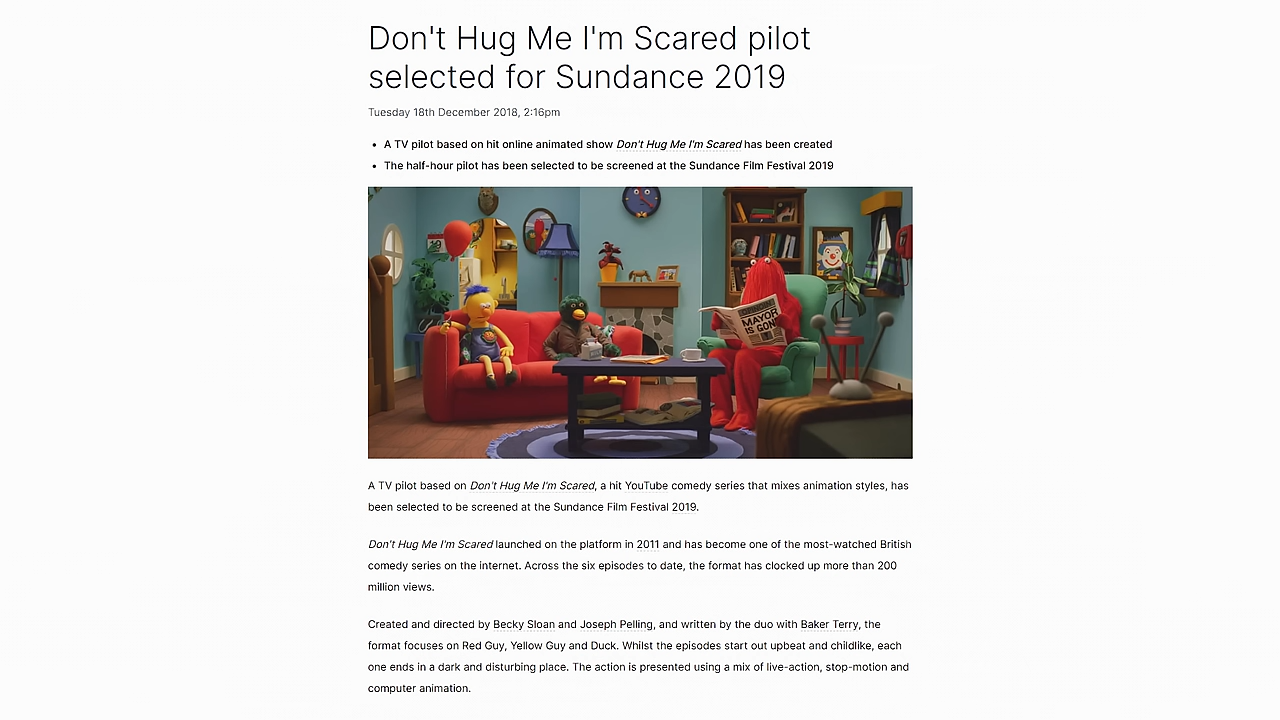 Don't Hug Me I'm Scared pilot
selected for Sundance 2019
Tuesday 18th December 2018, 2:16pm
• A TV pilot based on hit online animated show Don't Hug Me I'm Scared has been created
• The half-hour pilot has been selected to be screened at the Sundance Film Festival 2019
19
MAYOR
IS GONE
A TV pilot based on Don't Hug Me I'm Scared, a hit YouTube comedy series that mixes animation styles, has
been selected to be screened at the Sundance Film Festival 2019.
Don't Hug Me I'm Scared launched on the platform in 2011 and has become one of the most-watched British
comedy series on the internet. Across the six episodes to date, the format has clocked up more than 200
million views.
Created and directed by Becky Sloan and Joseph Pelling, and written by the duo with Baker Terry, the
format focuses on Red Guy, Yellow Guy and Duck. Whilst the episodes start out upbeat and childlike, each
one ends in a dark and disturbing place. The action is presented using a mix of live-action, stop-motion and
computer animation.